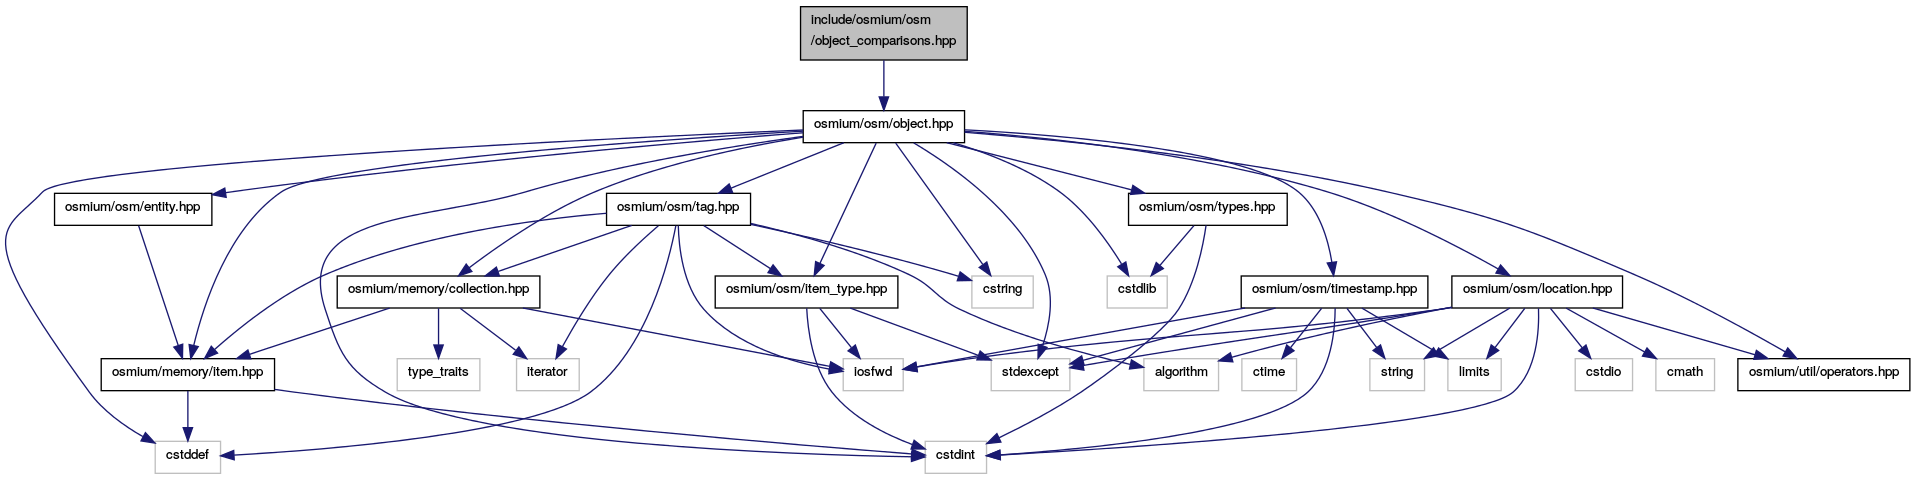 include/osmium/osm
/object_comparisons.hpp
osmium/osm/object.hpp
osmium/osm/entity.hpp
osmium/osm/tag.hpp
osmium/osm/types.hpp
osmium/memory/collection.hpp
osmium/osm/item_type.hpp
cstring
cstdlib
osmium/osm/timestamp.hpp
osmium/osm/location.hpp
osmium/memory/item.hpp
type_traits
iterator
iosfwd
stdexcept
algorithm
ctime
string
limits
cstdio
cmath
osmium/util/operators.hpp
cstddef
cstdint